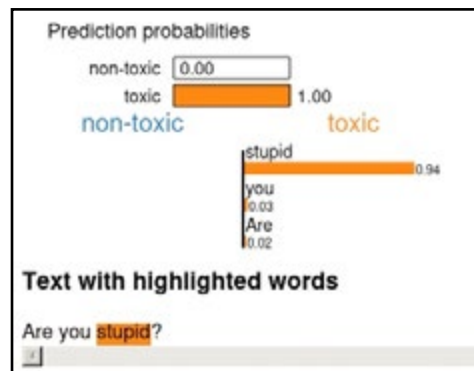 Prediction probabilities
non-toxic 0.00
toxic 1.00
non-toxic toxic
stupid
0.94
you
0.03
Are
0.02
Text with highlighted words
Are you stupid?